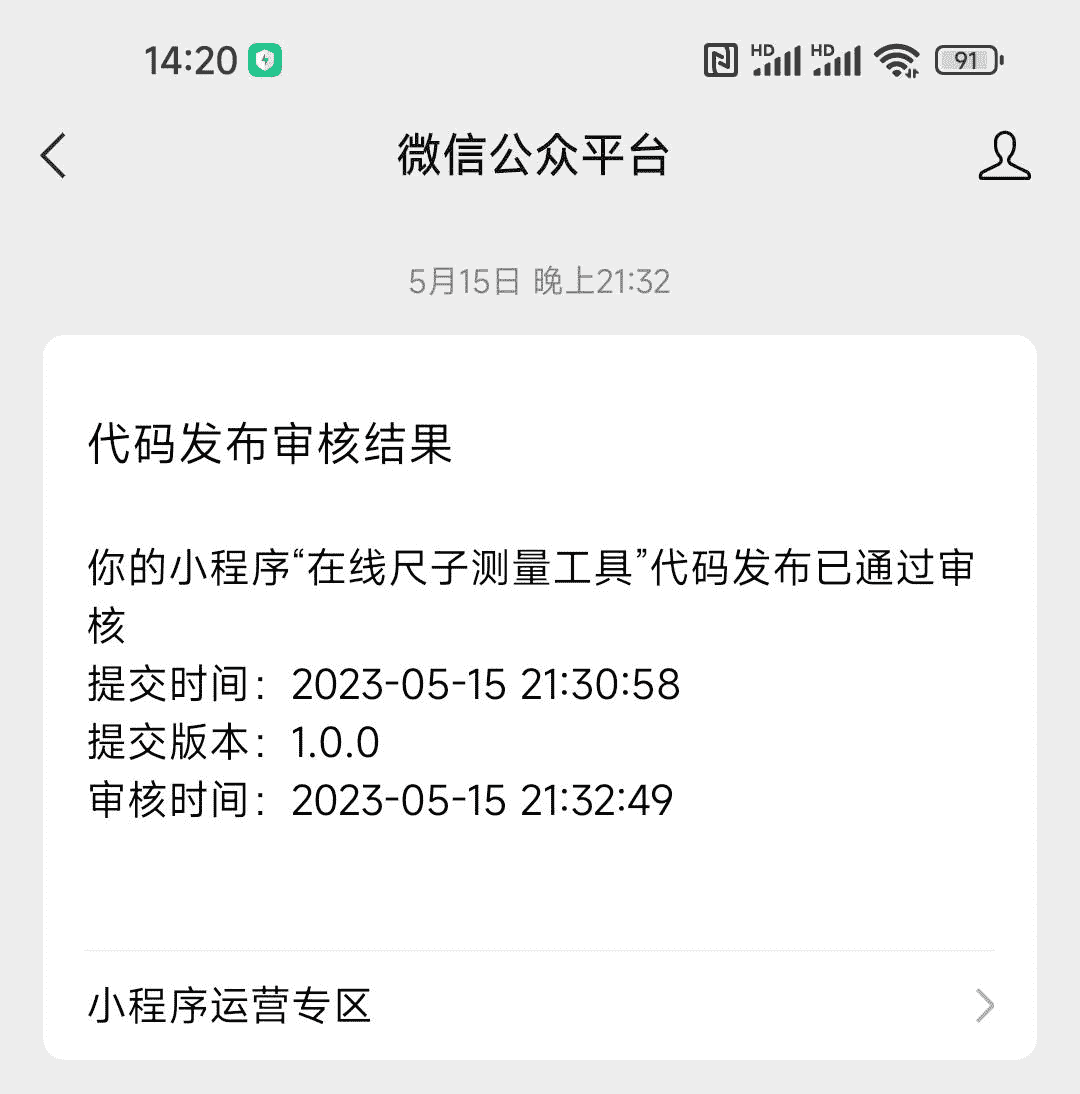 14:20 HD HD 91
微信公众平台
5月15日 晚上21:32
代码发布审核结果
你的小程序“在线尺子测量工具”代码发布已通过审
核
提交时间：2023-05-15 21:30:58
提交版本：1.0.0
审核时间：2023-05-15 21:32:49
小程序运营专区